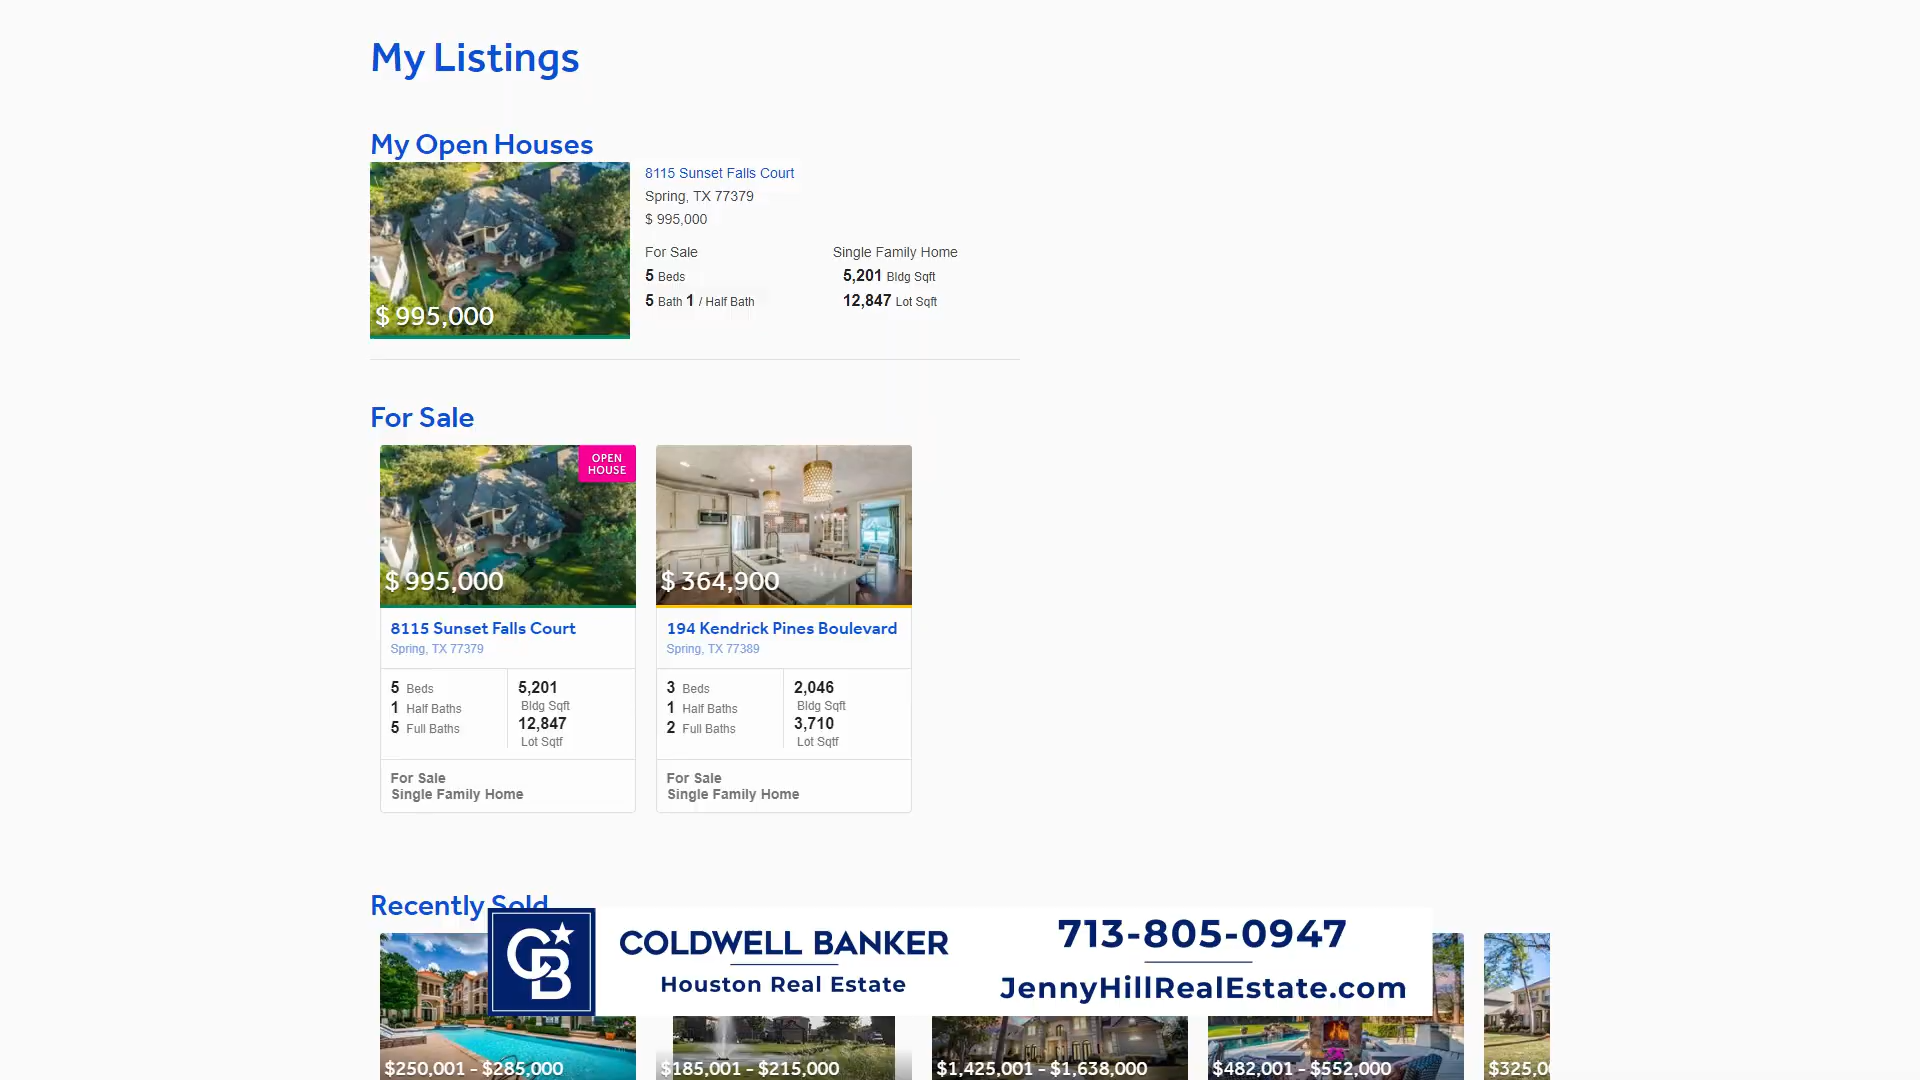 My Listings
My Open Houses
$ 995,000
8115 Sunset Falls Court
Spring, TX 77379
$ 995,000
For Sale
Single Family Home
5 Beds
5,201 Bldg Sqft
5 Bath 1 / Half Bath
12,847 Lot Sqft
For Sale
OPEN
HOUSE
$ 995,000
8115 Sunset Falls Court
Spring, TX 77379
5 Beds
1 Half Baths
5 Full Baths
5,201
Bldg Sqft
12,847
Lot Sqtf
For Sale
Single Family Home
$ 364,900
194 Kendrick Pines Boulevard
Spring, TX 77389
3 Beds
1 Half Baths
2 Full Baths
2,046
Bldg Sqft
3,710
Lot Sqtf
For Sale
Single Family Home
Recently Sold
CB
COLDWELL BANKER
Houston Real Estate
713-805-0947
JennyHillRealEstate.com
$250,001 - $285,000
$185,001 - $215,000
$1,425,001 - $1,638,000
$482,001 - $552,000